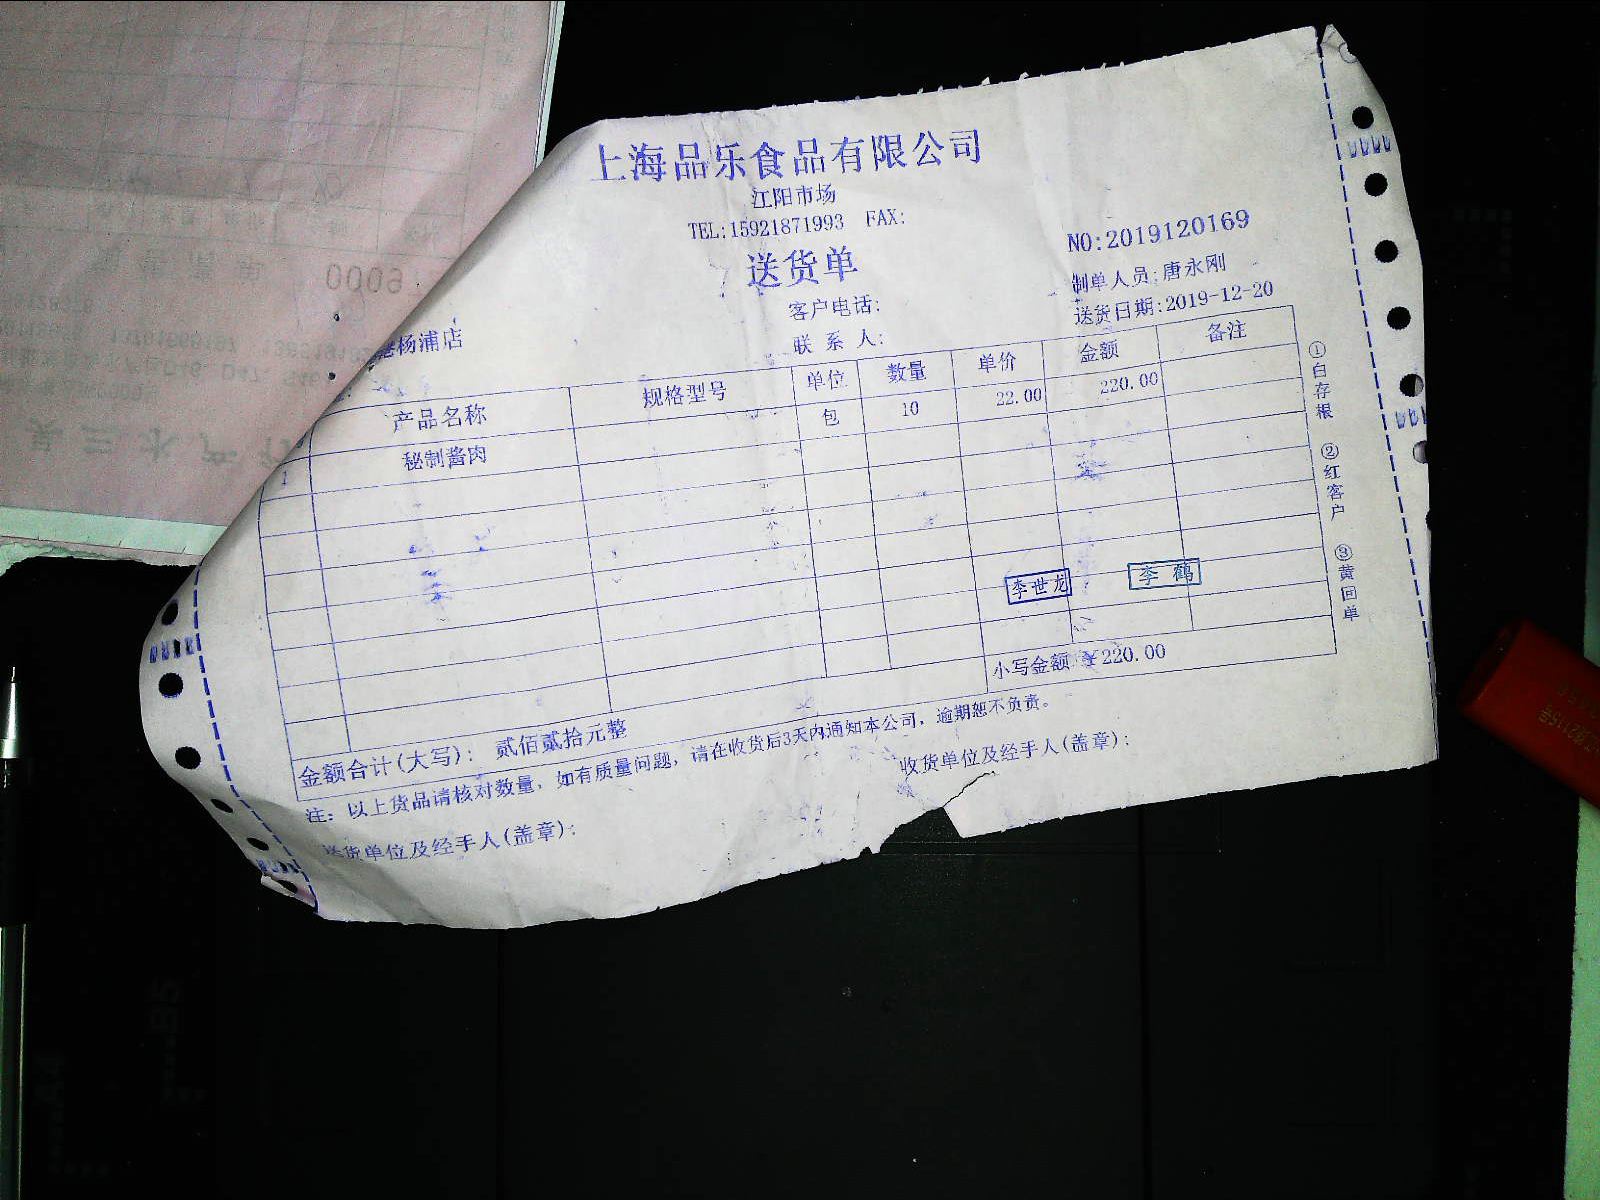 上海品乐食品有限公司
江阳市场
TEL:15921871993 FAX:
送货单
NO:2019120169
制单人员:唐永刚
客户电话:
送货日期:2019-12-20
杨浦店
联 系 人:
产品名称 规格型号 单位 数量 单价 金额 备注
1 秘制酱肉 包 10 22.00 220.00
李世龙 李 鹤
小写金额 ¥220.00
金额合计(大写): 贰佰贰拾元整
注: 以上货品请核对数量, 如有质量问题, 请在收货后3天内通知本公司, 逾期恕不负责。
送货单位及经手人(盖章):
收货单位及经手人(盖章):
①白存根 ②红客户 ③黄回单
0009